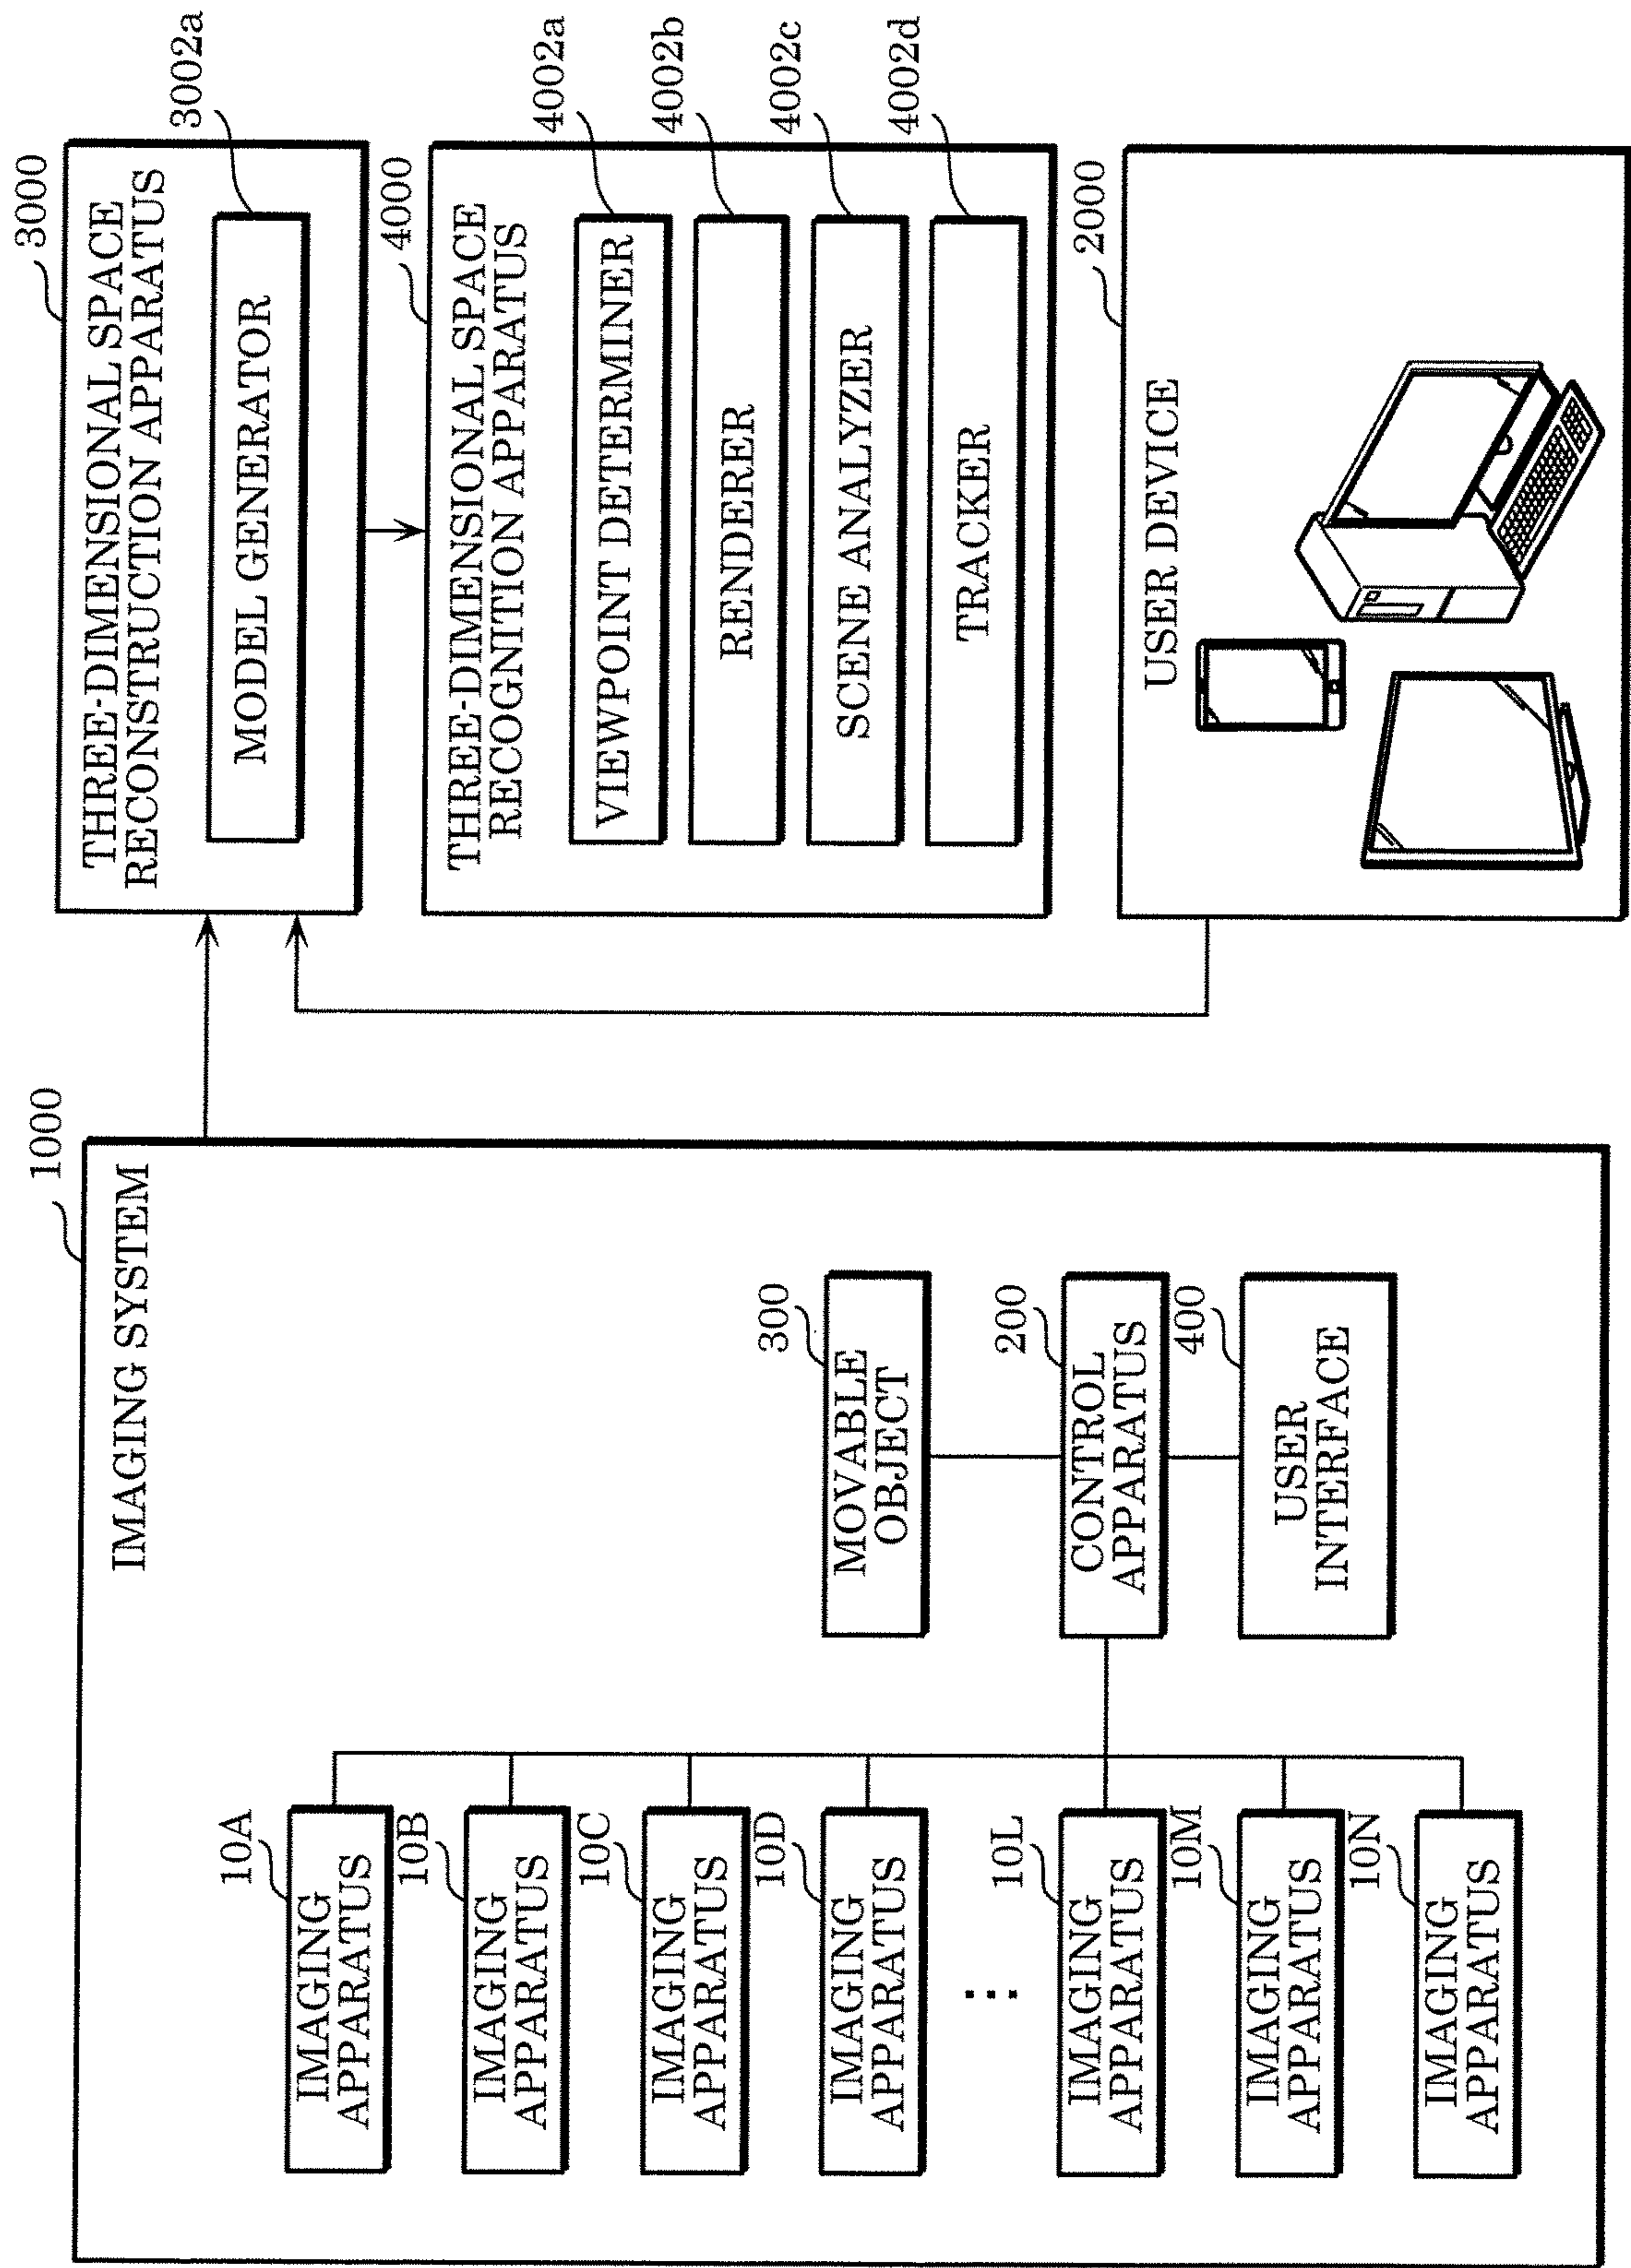 1000
IMAGING SYSTEM
10A
IMAGING
APPARATUS
10B
IMAGING
APPARATUS
10C
IMAGING
APPARATUS
10D
IMAGING
APPARATUS
...
10L
IMAGING
APPARATUS
10M
IMAGING
APPARATUS
10N
IMAGING
APPARATUS
300
MOVABLE
OBJECT
200
CONTROL
APPARATUS
400
USER
INTERFACE
3000
THREE-DIMENSIONAL SPACE
RECONSTRUCTION APPARATUS
3002a
MODEL GENERATOR
4000
THREE-DIMENSIONAL SPACE
RECOGNITION APPARATUS
4002a
VIEWPOINT DETERMINER
4002b
RENDERER
4002c
SCENE ANALYZER
4002d
TRACKER
2000
USER DEVICE